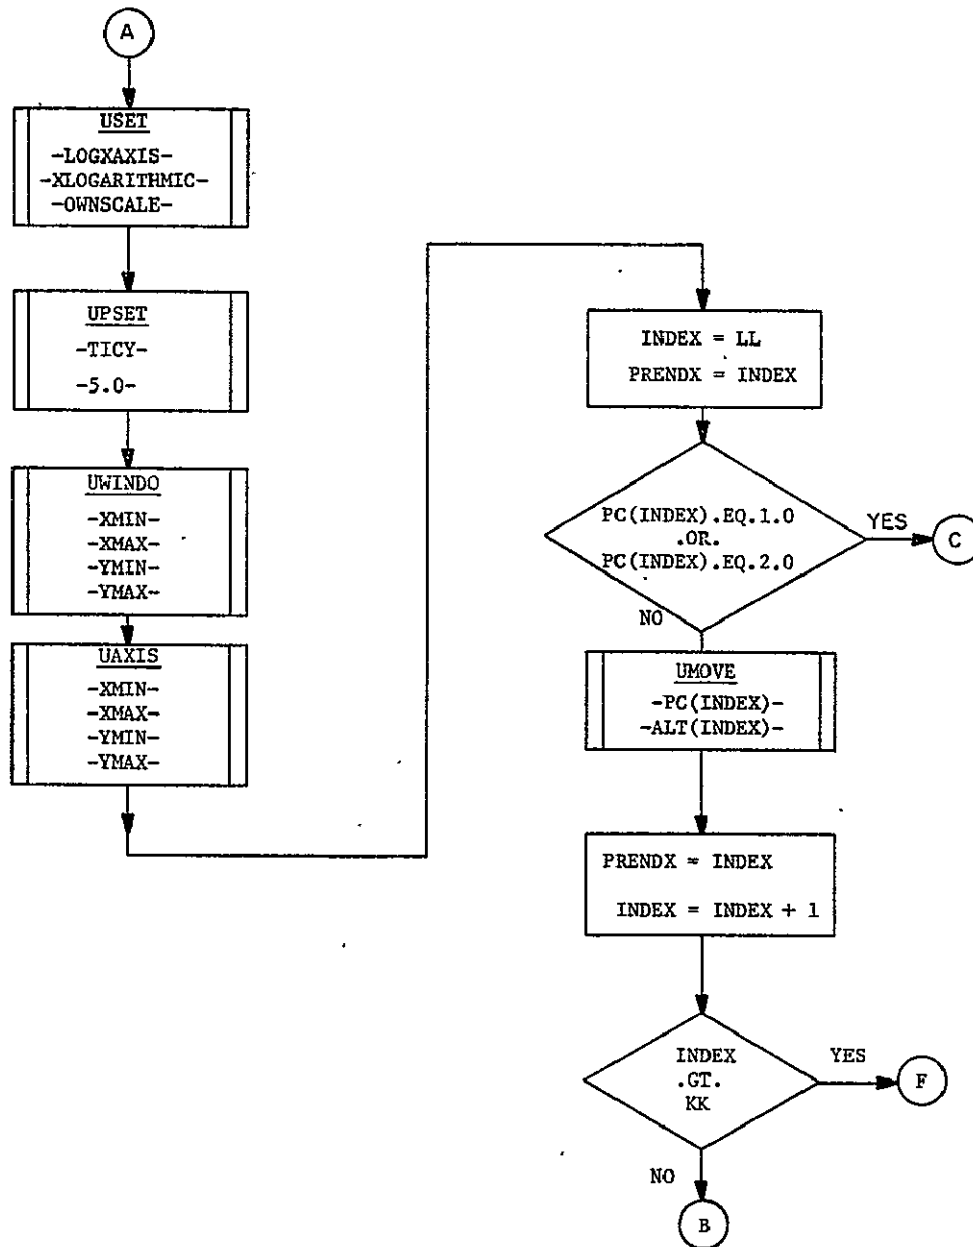 A
USET
-LOGXAXIS-
-XLOGARITHMIC-
-OWNSCALE-
UPSET
-TICY-
-5.0-
UWINDO
-XMIN-
-XMAX-
-YMIN-
-YMAX-
UAXIS
-XMIN-
-XMAX-
-YMIN-
-YMAX-
INDEX = LL
PRENDX = INDEX
PC(INDEX).EQ.1.0
.OR.
PC(INDEX).EQ.2.0
YES
C
NO
UMOVE
-PC(INDEX)-
-ALT(INDEX)-
PRENDX = INDEX
INDEX = INDEX + 1
INDEX
.GT.
KK
YES
F
NO
B